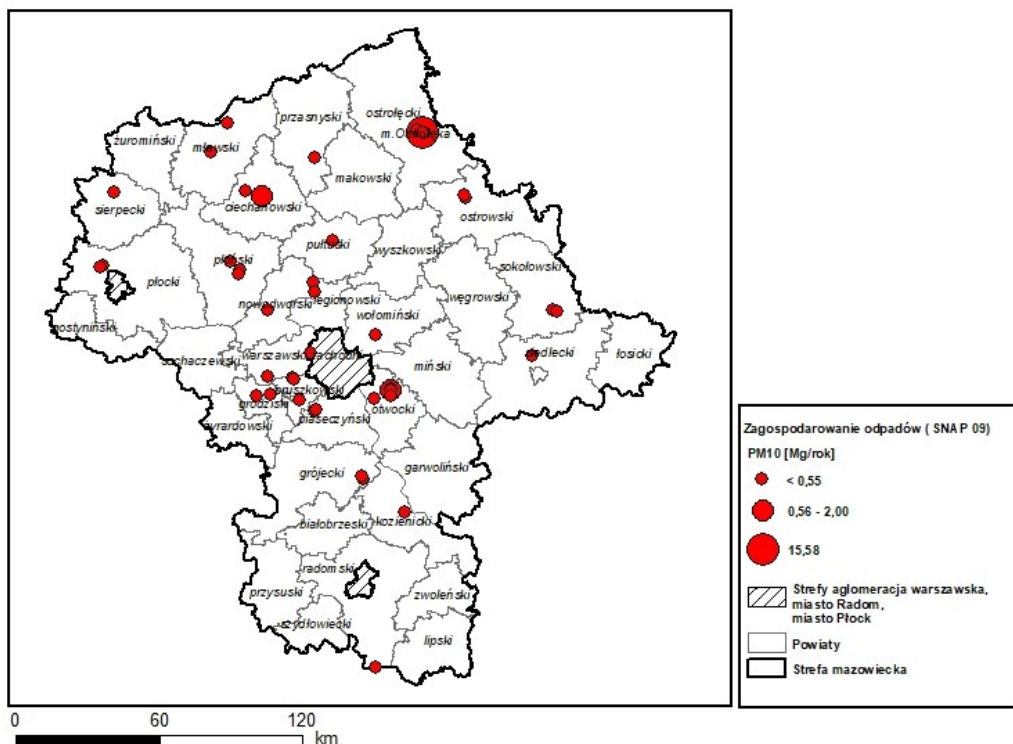 ostrołęcki
przasnyski
m.Ostrołęka
żuromiński
mławski
makowski
ciechanowski
sierpecki
ostrowski
pułtuski
wyszkowski
sokołowski
płoński
płocki
węgrowski
nowodworski
legionowski
wołomiński
gostyniński
sochaczewski
warszawski zachodni
siedlecki
łosicki
miński
pruszkowski
grodziski
otwocki
piaseczyński
żyrardowski
grójecki
garwoliński
białobrzeski
kozienicki
radomski
przysuski
zwoleński
szydłowiecki
lipski
Zagospodarowanie odpadów ( SNAP 09)
PM10 [Mg/rok]
< 0,55
0,56 - 2,00
15,58
Strefy aglomeracja warszawska,
miasto Radom,
miasto Płock
Powiaty
Strefa mazowiecka
0 60 120
km